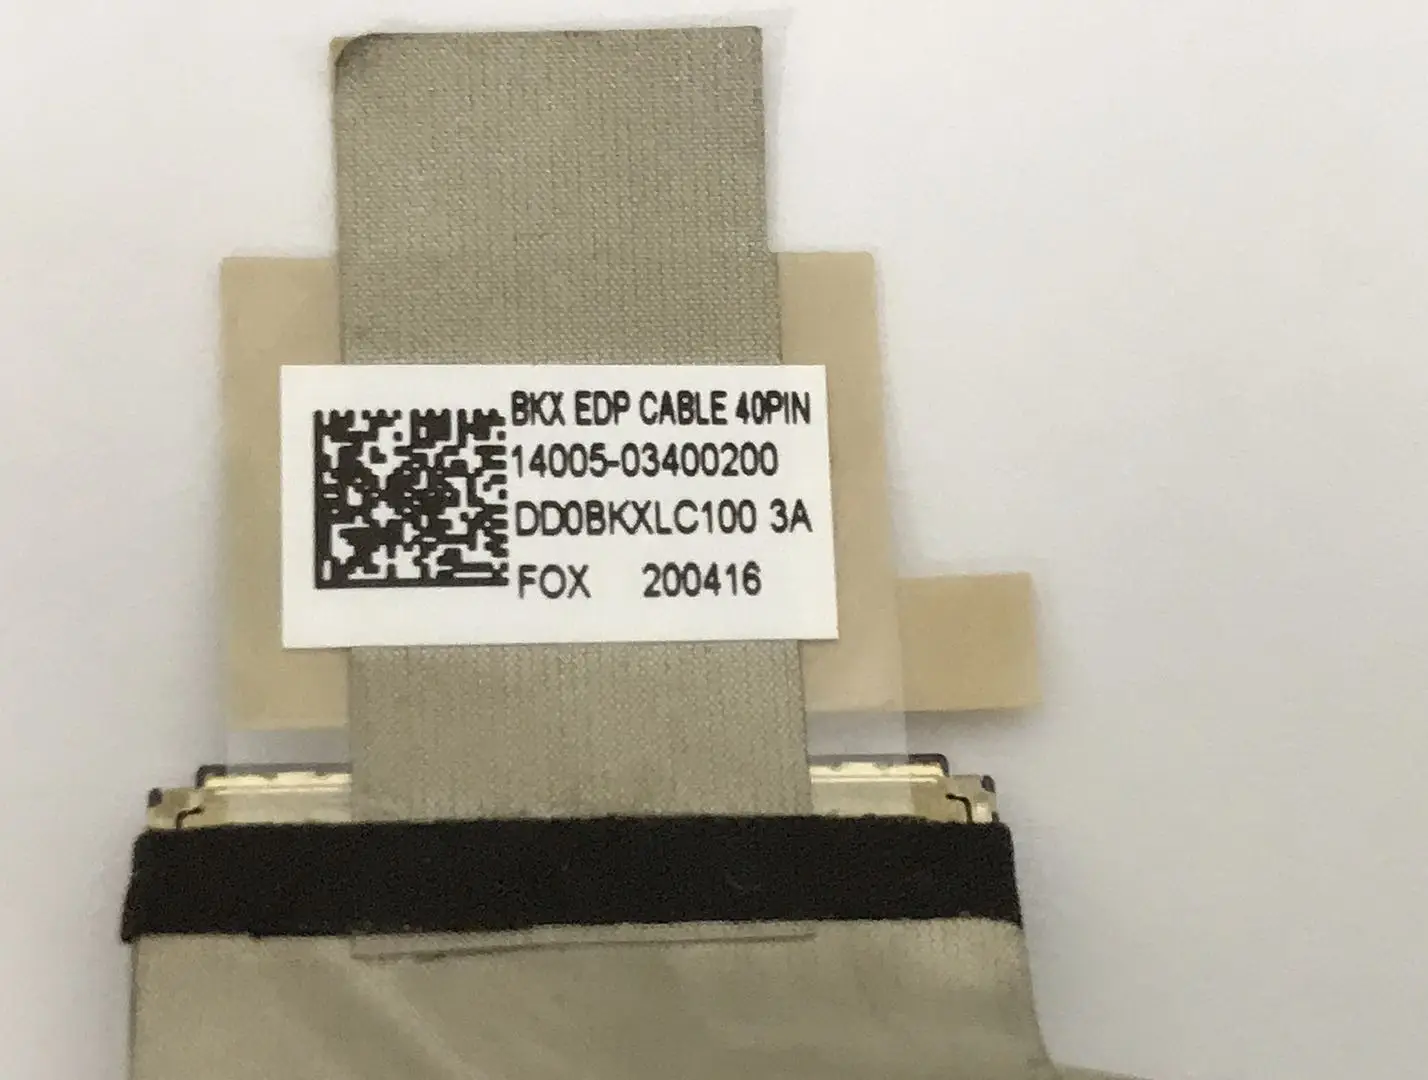 BKX EDP CABLE 40PIN
14005-03400200
DD0BKXLC100 3A
FOX 200416